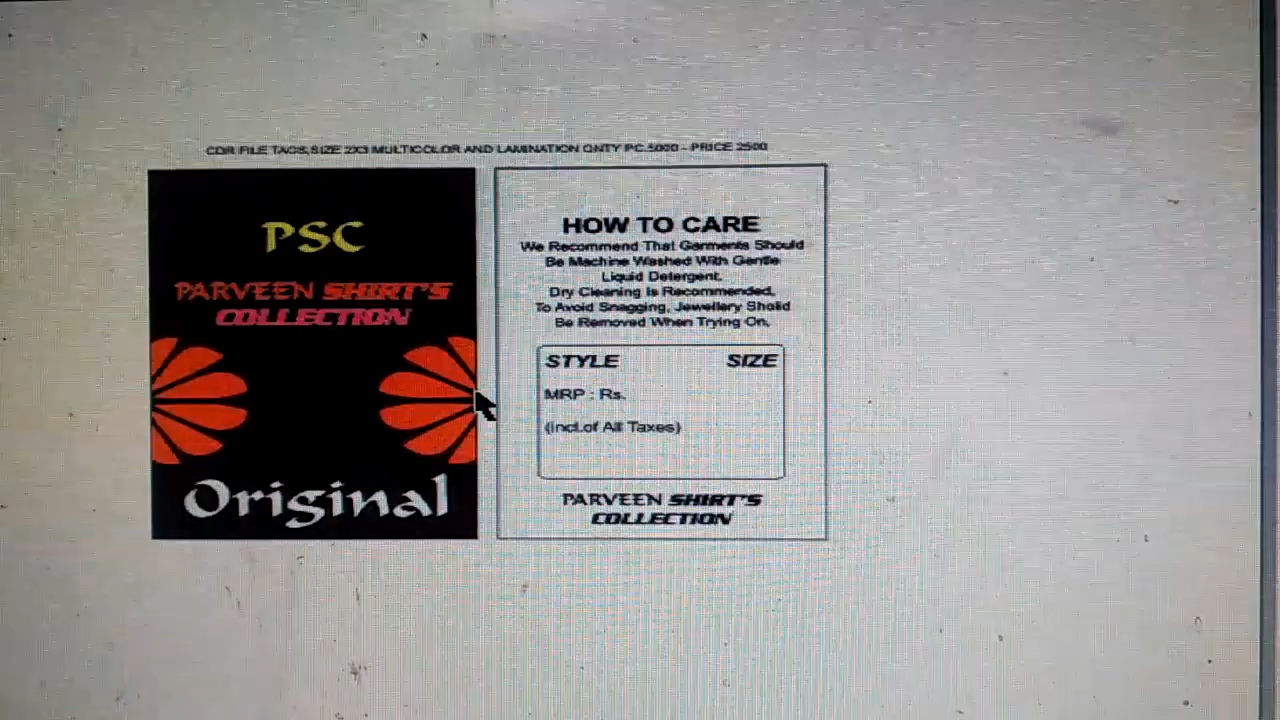 CDR FILE TAGS,SIZE 2X3 MULTICOLOR AND LAMINATION QNTY PC.5000 - PRICE 2500
PSC
PARVEEN SHIRT'S
COLLECTION
Original
HOW TO CARE
We Recommend That Garments Should
Be Machine Washed With Gentle
Liquid Detergent.
Dry Cleaning Is Recommended,
To Avoid Snagging, Jewellery Shold
Be Removed When Trying On.
STYLE SIZE
MRP : Rs.
(Incl.of All Taxes)
PARVEEN SHIRT'S
COLLECTION